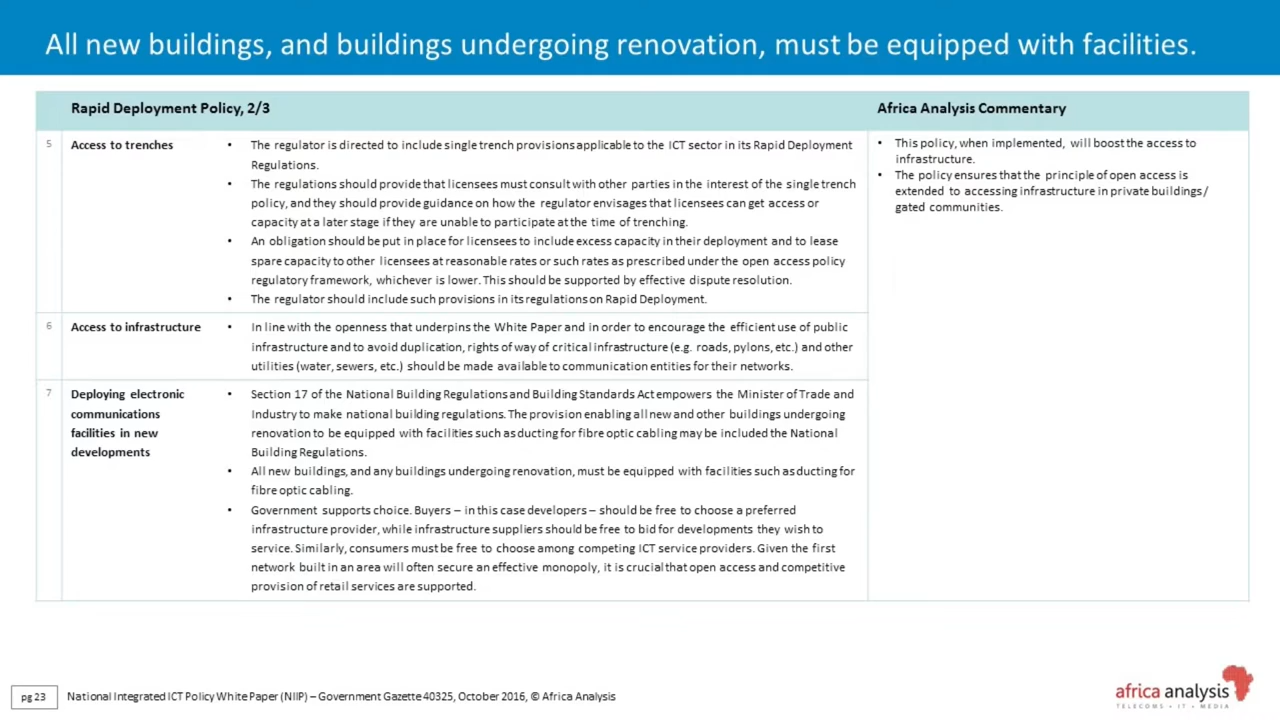 All new buildings, and buildings undergoing renovation, must be equipped with facilities.
Rapid Deployment Policy, 2/3
Africa Analysis Commentary
5
Access to trenches
• The regulator is directed to include single trench provisions applicable to the ICT sector in its Rapid Deployment
Regulations.
• The regulations should provide that licensees must consult with other parties in the interest of the single trench
policy, and they should provide guidance on how the regulator envisages that licensees can get access or
capacity at a later stage if they are unable to participate at the time of trenching.
• An obligation should be put in place for licensees to include excess capacity in their deployment and to lease
spare capacity to other licensees at reasonable rates or such rates as prescribed under the open access policy
regulatory framework, whichever is lower. This should be supported by effective dispute resolution.
• The regulator should include such provisions in its regulations on Rapid Deployment.
• This policy, when implemented, will boost the access to
infrastructure.
• The policy ensures that the principle of open access is
extended to accessing infrastructure in private buildings/
gated communities.
6
Access to infrastructure
• In line with the openness that underpins the White Paper and in order to encourage the efficient use of public
infrastructure and to avoid duplication, rights of way of critical infrastructure (e.g. roads, pylons, etc.) and other
utilities (water, sewers, etc.) should be made available to communication entities for their networks.
7
Deploying electronic
communications
facilities in new
developments
• Section 17 of the National Building Regulations and Building Standards Act empowers the Minister of Trade and
Industry to make national building regulations. The provision enabling all new and other buildings undergoing
renovation to be equipped with facilities such as ducting for fibre optic cabling may be included the National
Building Regulations.
• All new buildings, and any buildings undergoing renovation, must be equipped with facilities such as ducting for
fibre optic cabling.
• Government supports choice. Buyers – in this case developers – should be free to choose a preferred
infrastructure provider, while infrastructure suppliers should be free to bid for developments they wish to
service. Similarly, consumers must be free to choose among competing ICT service providers. Given the first
network built in an area will often secure an effective monopoly, it is crucial that open access and competitive
provision of retail services are supported.
pg 23
National Integrated ICT Policy White Paper (NIIP) – Government Gazette 40325, October 2016, © Africa Analysis
africa analysis
TELECOMS • IT • MEDIA